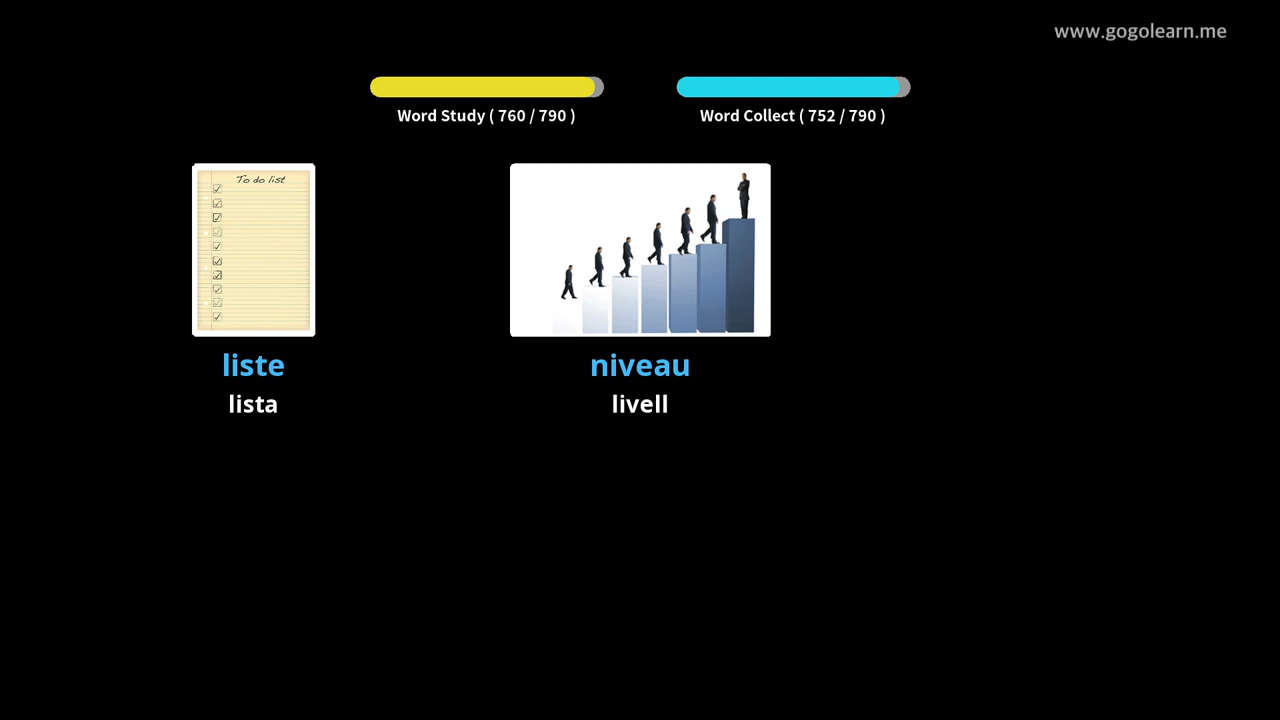 www.gogolearn.me
Word Study ( 760 / 790 )
Word Collect ( 752 / 790 )
To do list
liste
lista
niveau
livell